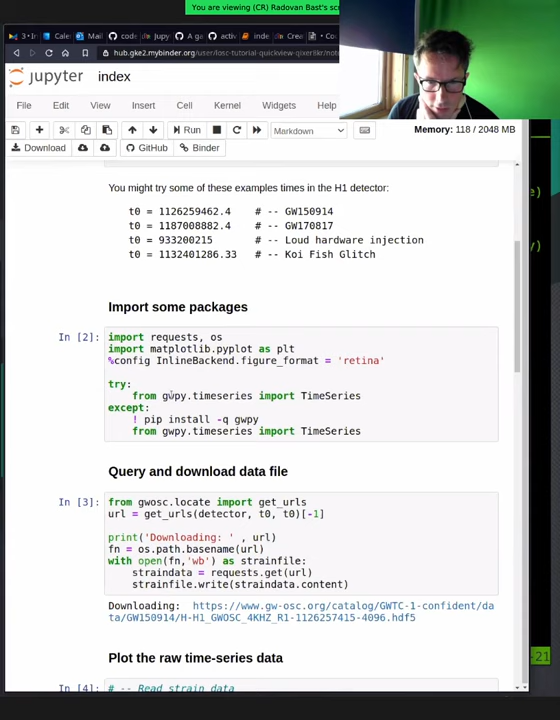 You are viewing (CR) Radovan Bast's scr
hub.gke2.mybinder.org/user/losc-tutorial-quickview-qixer8kr/not
jupyter index
File Edit View Insert Cell Kernel Widgets Help
Run Markdown Memory: 118 / 2048 MB
Download GitHub Binder
You might try some of these examples times in the H1 detector:
t0 = 1126259462.4 # -- GW150914
t0 = 1187008882.4 # -- GW170817
t0 = 933200215 # -- Loud hardware injection
t0 = 1132401286.33 # -- Koi Fish Glitch
Import some packages
In [2]: import requests, os
import matplotlib.pyplot as plt
%config InlineBackend.figure_format = 'retina'
try:
from gwpy.timeseries import TimeSeries
except:
! pip install -q gwpy
from gwpy.timeseries import TimeSeries
Query and download data file
In [3]: from gwosc.locate import get_urls
url = get_urls(detector, t0, t0)[-1]
print('Downloading: ' , url)
fn = os.path.basename(url)
with open(fn,'wb') as strainfile:
straindata = requests.get(url)
strainfile.write(straindata.content)
Downloading: https://www.gw-osc.org/catalog/GWTC-1-confident/da
ta/GW150914/H-H1_GWOSC_4KHZ_R1-1126257415-4096.hdf5
Plot the raw time-series data
In [4]: # -- Read strain data